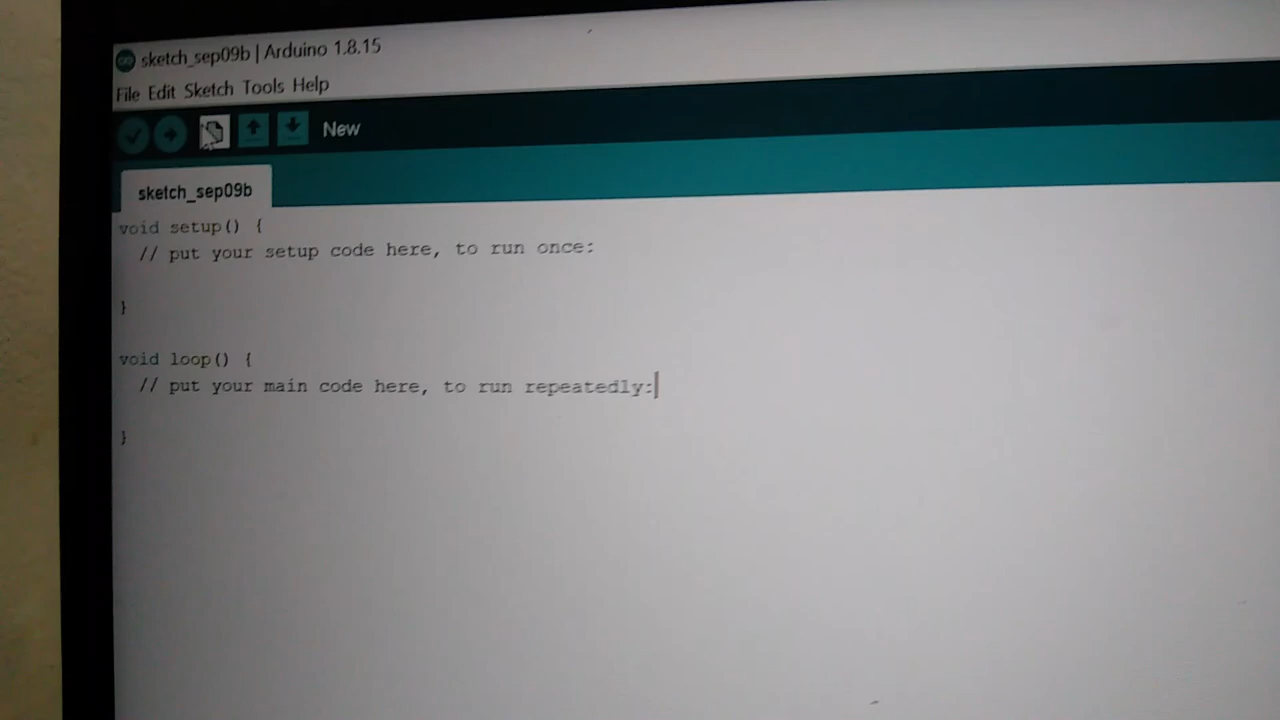 sketch_sep09b | Arduino 1.8.15
File Edit Sketch Tools Help
New
sketch_sep09b
void setup() {
  // put your setup code here, to run once:
}
void loop() {
  // put your main code here, to run repeatedly:
}